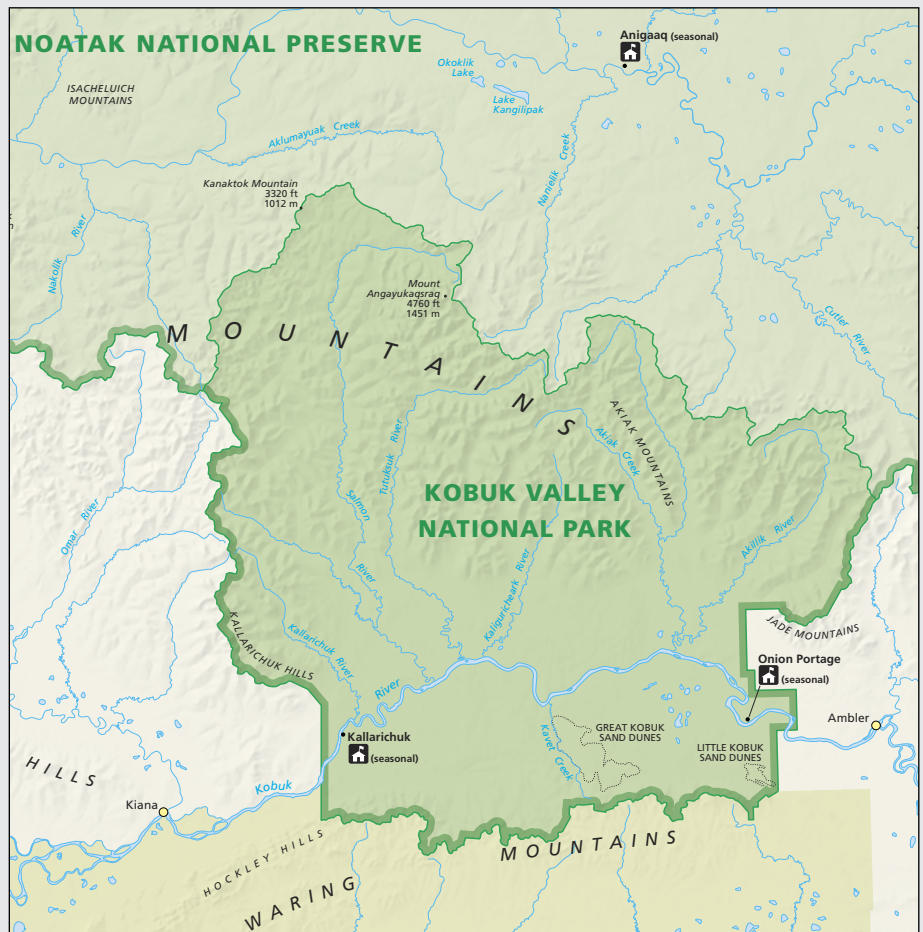 NOATAK NATIONAL PRESERVE
Anigaaq (seasonal)
ISACHELUICH
MOUNTAINS
Okoklik
Lake
Lake
Kangilipak
Aklumayuak Creek
Nanielik Creek
Kanaktok Mountain
3320 ft
1012 m
Nakolik River
Mount
Angayukaqsraq
4760 ft
1451 m
Cutler River
MOUNTAINS
AKIAK MOUNTAINS
Akiak Creek
Tutuksuk River
Salmon River
KOBUK VALLEY
NATIONAL PARK
Omar River
Akillik River
Kaliguricheark River
KALLARICHUK HILLS
Kallarichuk River
JADE MOUNTAINS
Onion Portage
(seasonal)
River
Ambler
Kallarichuk
(seasonal)
Kavet Creek
GREAT KOBUK
SAND DUNES
LITTLE KOBUK
SAND DUNES
HILLS
Kobuk
Kiana
HOCKLEY HILLS
WARING
MOUNTAINS